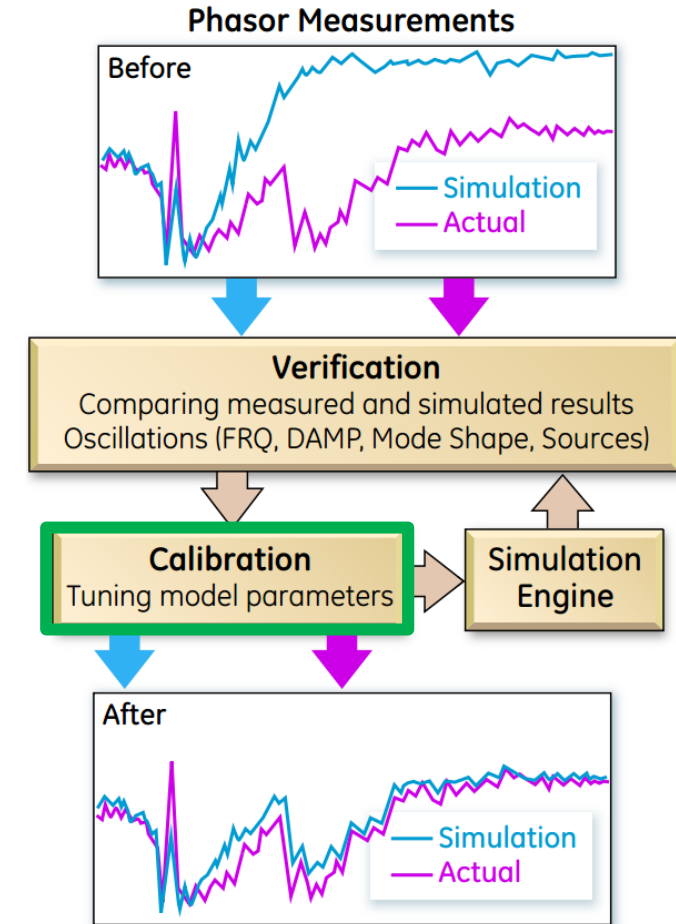 Phasor Measurements
Before
Simulation
Actual
Verification
Comparing measured and simulated results
Oscillations (FRQ, DAMP, Mode Shape, Sources)
Calibration
Tuning model parameters
Simulation
Engine
After
Simulation
Actual